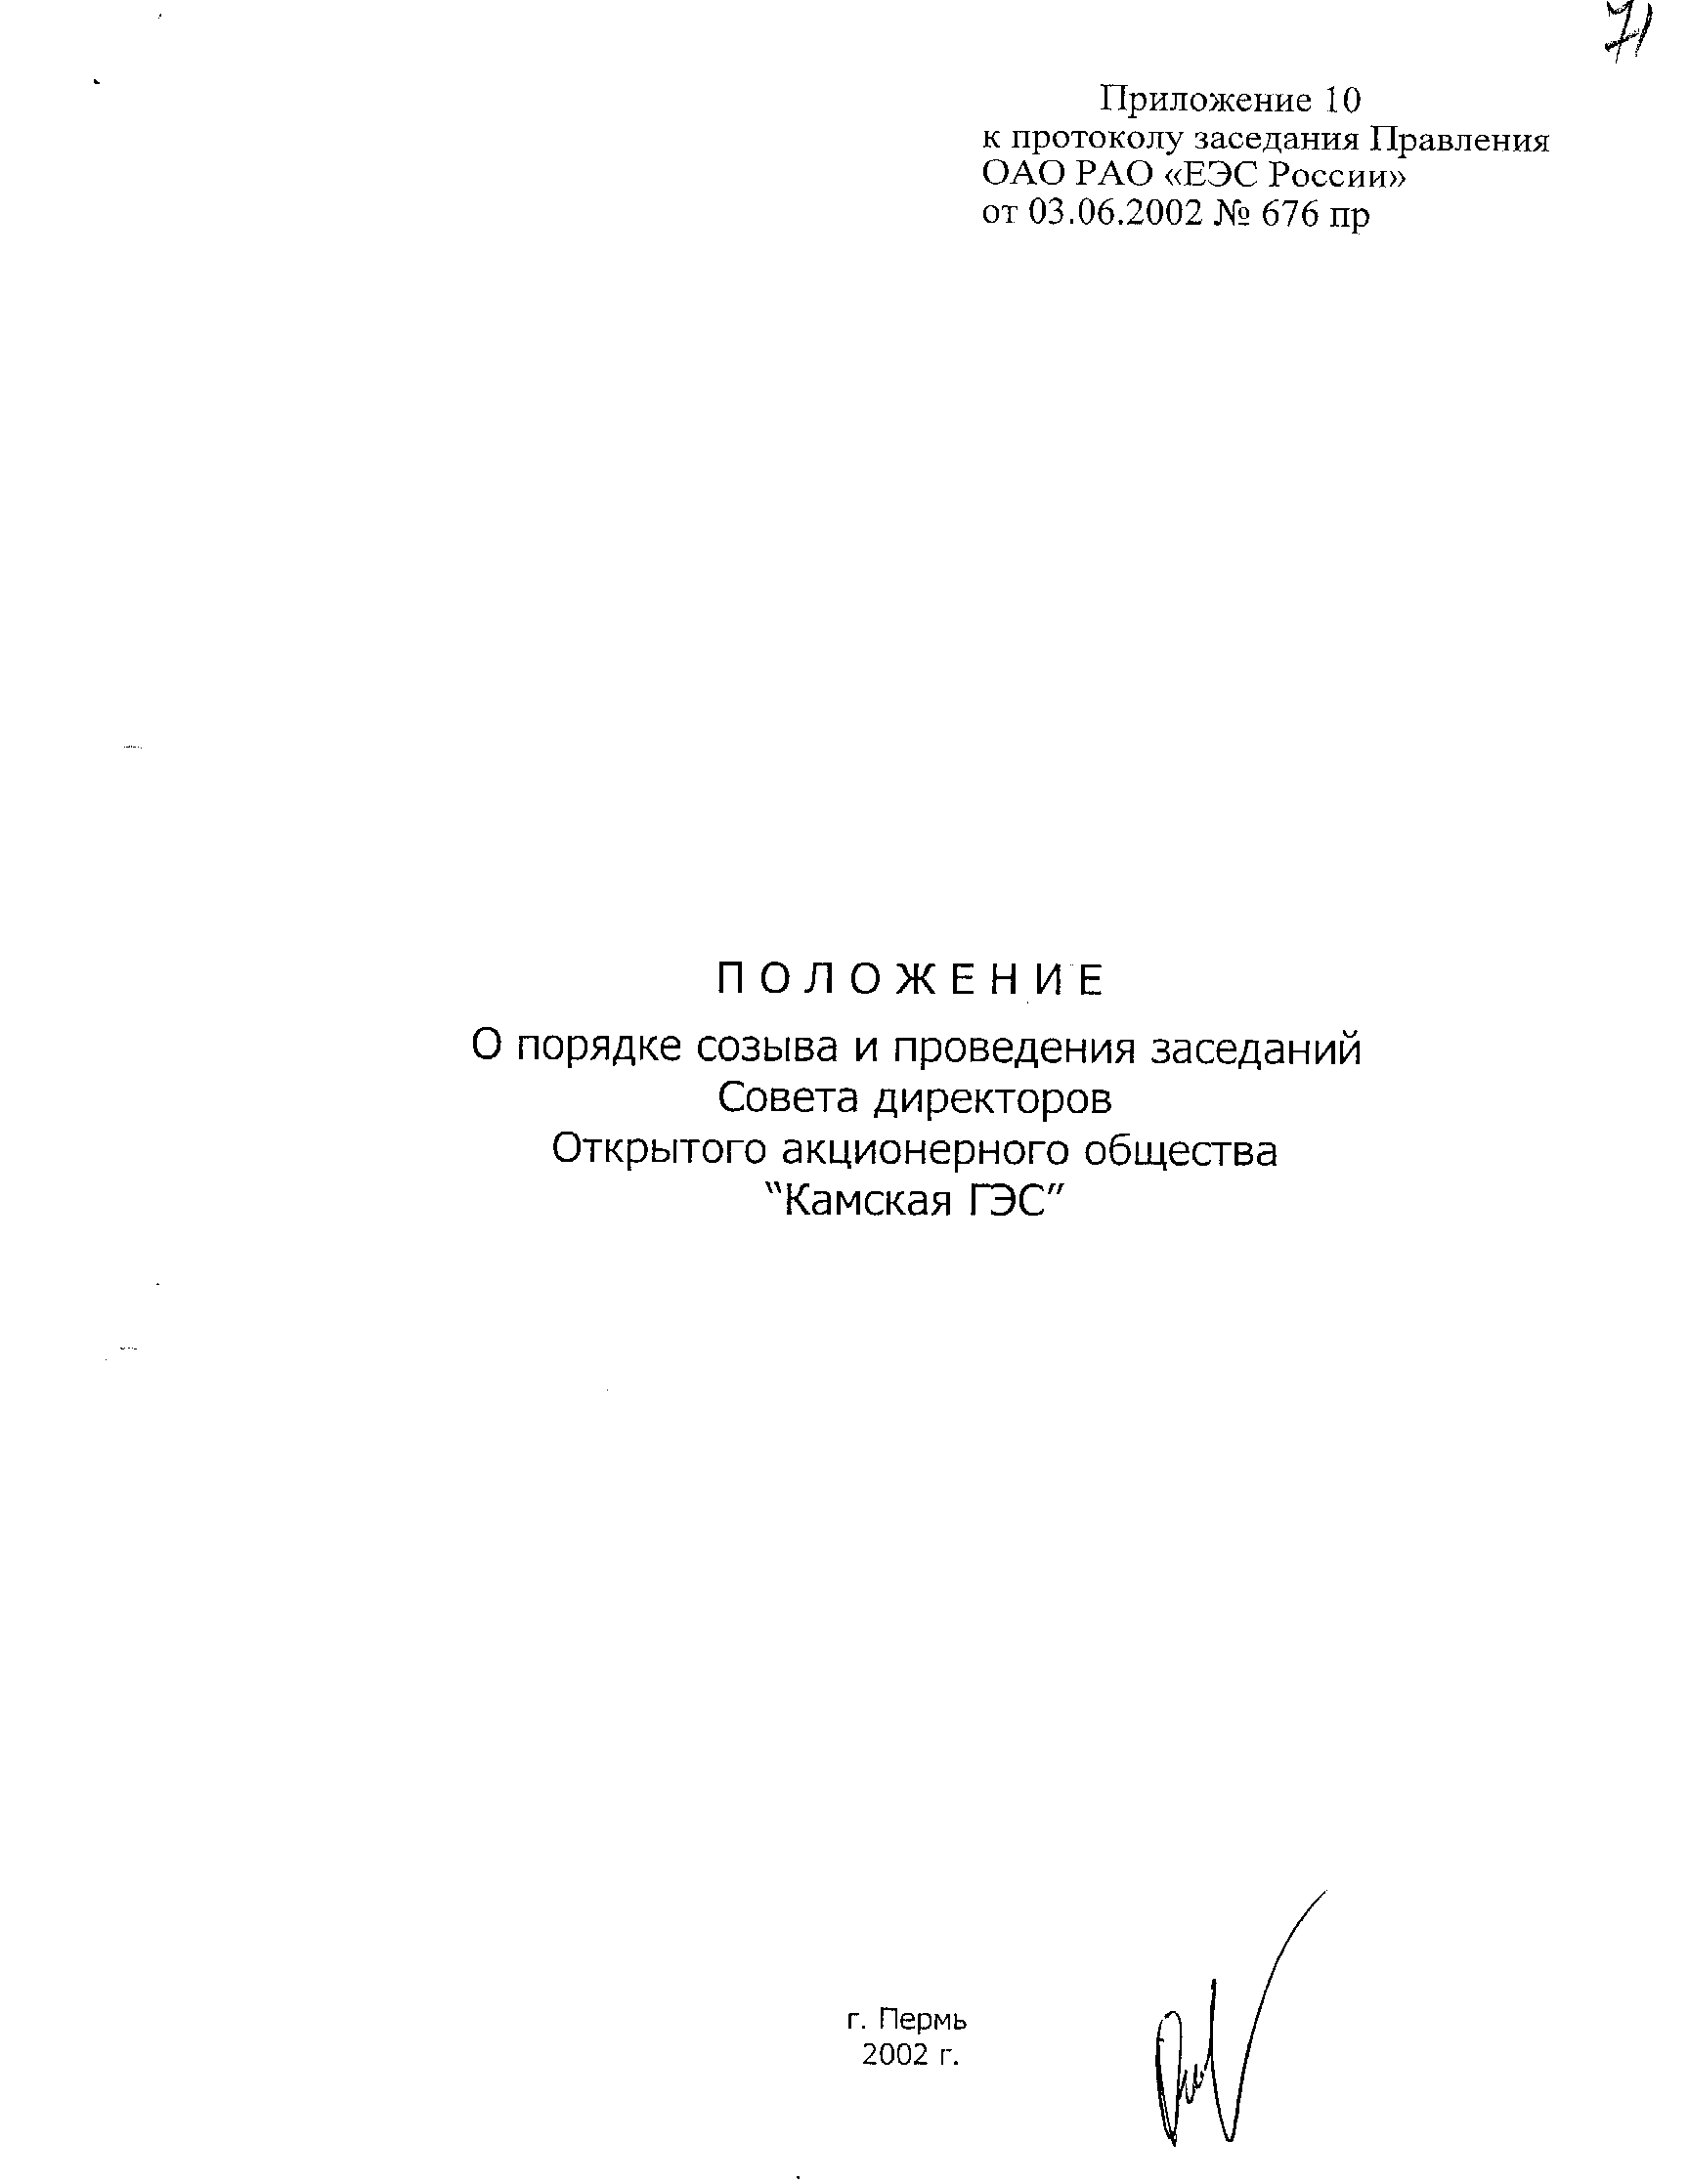 71
Приложение 10
к протоколу заседания Правления
ОАО РАО «ЕЭС России»
от 03.06.2002 № 676 пр
П О Л О Ж Е Н И Е
О порядке созыва и проведения заседаний
Совета директоров
Открытого акционерного общества
"Камская ГЭС"
г. Пермь
2002 г.